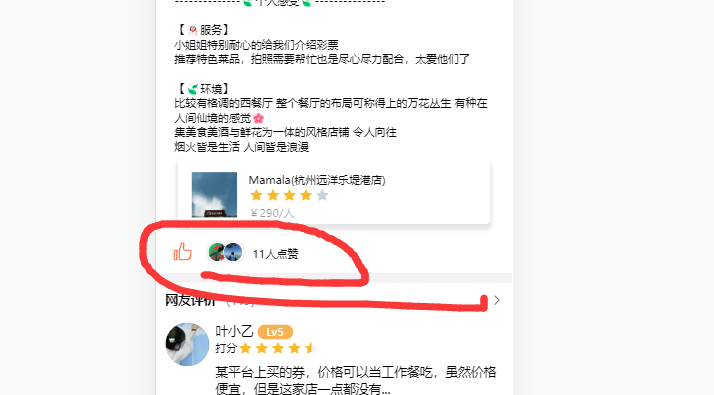 --------------🌿个人感受🌿---------------
【👨‍🍳服务】
小姐姐特别耐心的给我们介绍彩票
推荐特色菜品，拍照需要帮忙也是尽心尽力配合，太爱他们了
【🌿环境】
比较有格调的西餐厅 整个餐厅的布局可称得上的万花丛生 有种在
人间仙境的感觉🌸
集美食美酒与鲜花为一体的风格店铺 令人向往
烟火皆是生活 人间皆是浪漫
Mamala(杭州远洋乐堤港店)
￥290/人
11人点赞
网友评价
叶小乙 Lv5
打分
某平台上买的券，价格可以当工作餐吃，虽然价格
便宜，但是这家店一点都没有...